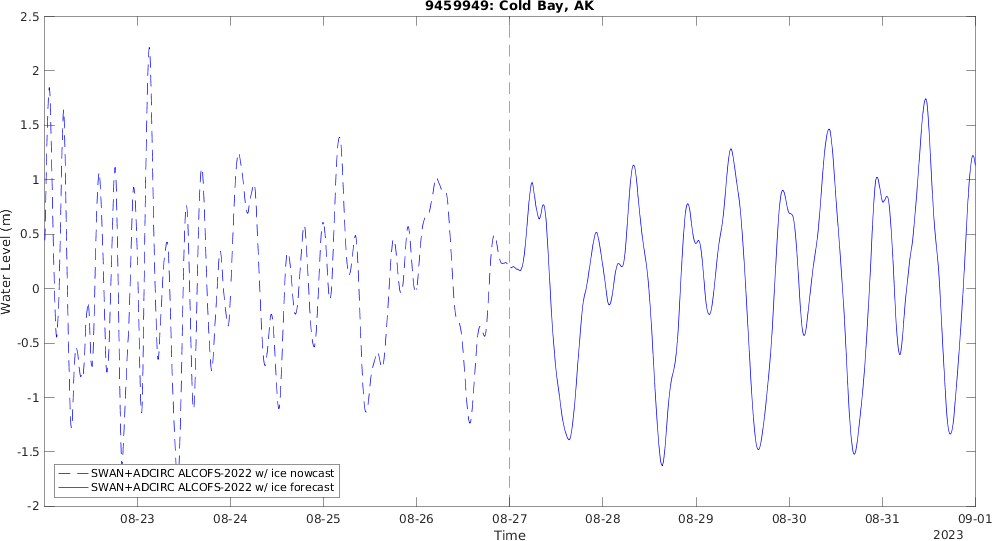 9459949: Cold Bay, AK
2.5
2
1.5
1
0.5
0
-0.5
-1
-1.5
-2
Water Level (m)
SWAN+ADCIRC ALCOFS-2022 w/ ice nowcast
SWAN+ADCIRC ALCOFS-2022 w/ ice forecast
08-23 08-24 08-25 08-26 08-27 08-28 08-29 08-30 08-31 09-01
Time
2023